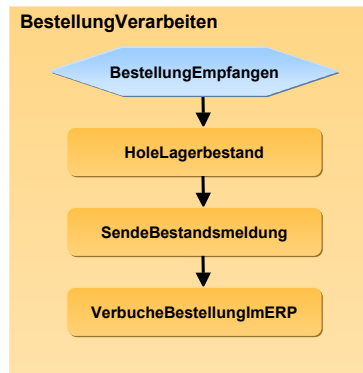 BestellungVerarbeiten
BestellungEmpfangen
HoleLagerbestand
SendeBestandsmeldung
VerbucheBestellungImERP